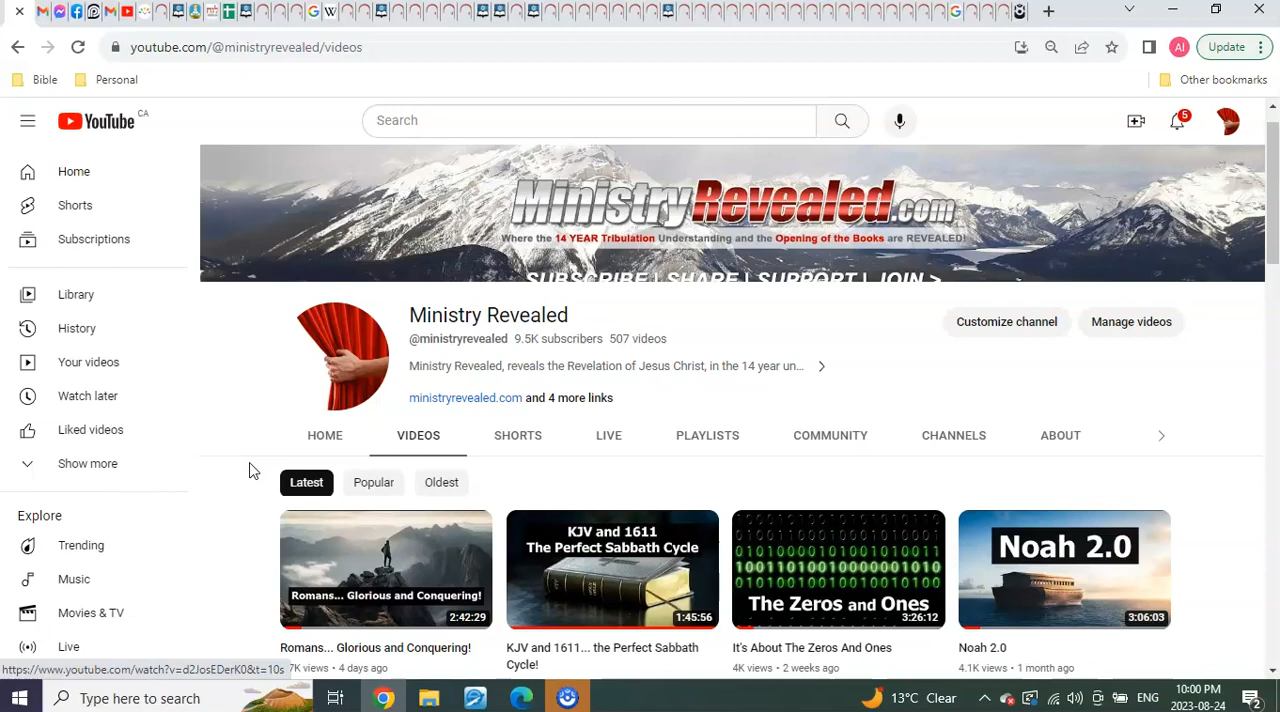 youtube.com/@ministryrevealed/videos
AI
Update
Bible
Personal
Other bookmarks
YouTube CA
Search
5
Home
Shorts
Subscriptions
Library
History
Your videos
Watch later
Liked videos
Show more
Explore
Trending
Music
Movies & TV
Live
MinistryRevealed.com
Where the 14 YEAR Tribulation Understanding and the Opening of the Books are REVEALED!
SUBSCRIBE | SHARE | SUPPORT | JOIN >
Ministry Revealed
@ministryrevealed 9.5K subscribers 507 videos
Customize channel
Manage videos
Ministry Revealed, reveals the Revelation of Jesus Christ, in the 14 year un...
ministryrevealed.com and 4 more links
HOME
VIDEOS
SHORTS
LIVE
PLAYLISTS
COMMUNITY
CHANNELS
ABOUT
Latest
Popular
Oldest
Romans... Glorious and Conquering!
2:42:29
Romans... Glorious and Conquering!
7K views • 4 days ago
KJV and 1611
The Perfect Sabbath Cycle
1:45:56
KJV and 1611... the Perfect Sabbath
Cycle!
The Zeros and Ones
3:26:12
It's About The Zeros And Ones
4K views • 2 weeks ago
Noah 2.0
3:06:03
Noah 2.0
4.1K views • 1 month ago
https://www.youtube.com/watch?v=d2JosEDerK0&t=10s
Type here to search
13°C Clear
ENG
10:00 PM
2023-08-24
2